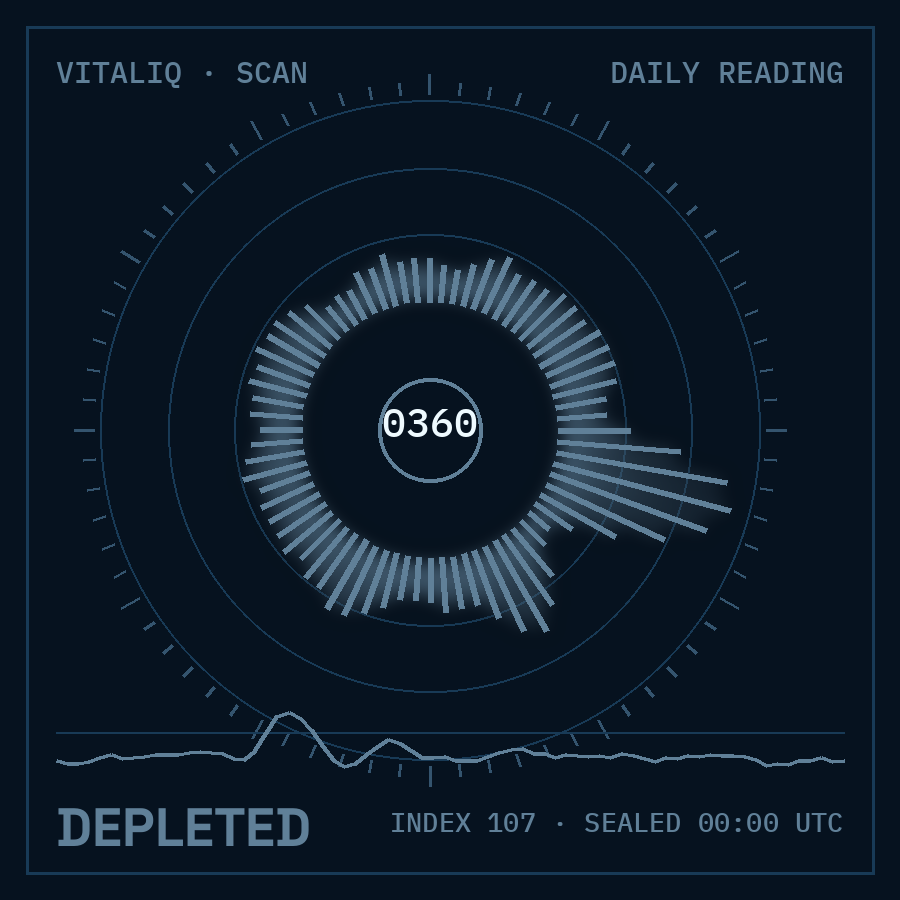 VITALIQ · SCAN
DAILY READING
0360
DEPLETED
INDEX 107 · SEALED 00:00 UTC